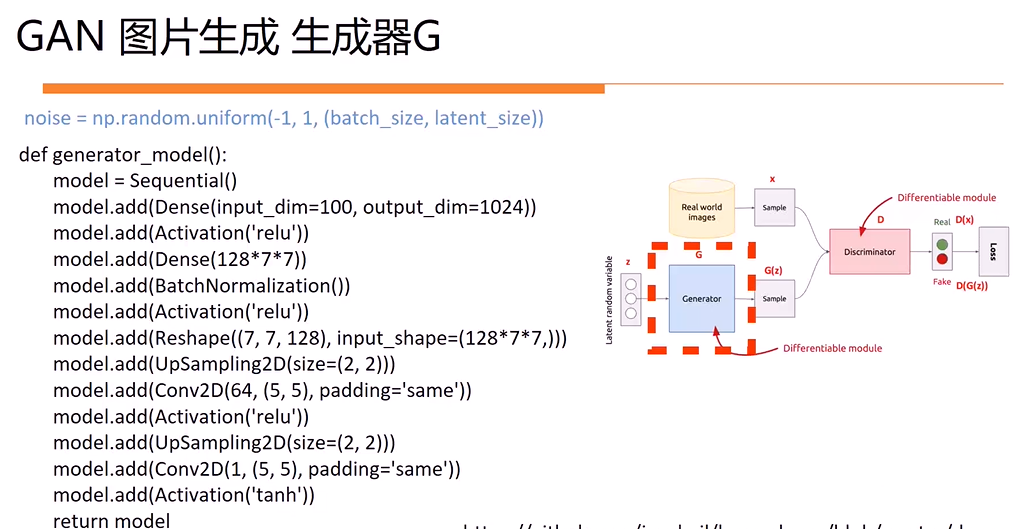 GAN 图片生成 生成器G
noise = np.random.uniform(-1, 1, (batch_size, latent_size))
def generator_model():
model = Sequential()
model.add(Dense(input_dim=100, output_dim=1024))
model.add(Activation('relu'))
model.add(Dense(128*7*7))
model.add(BatchNormalization())
model.add(Activation('relu'))
model.add(Reshape((7, 7, 128), input_shape=(128*7*7,)))
model.add(UpSampling2D(size=(2, 2)))
model.add(Conv2D(64, (5, 5), padding='same'))
model.add(Activation('relu'))
model.add(UpSampling2D(size=(2, 2)))
model.add(Conv2D(1, (5, 5), padding='same'))
model.add(Activation('tanh'))
return model
Latent random variable
z
Real world
images
G
Generator
x
Sample
G(z)
Sample
Differentiable module
D
Discriminator
Real
D(x)
Fake
D(G(z))
Loss
Differentiable module